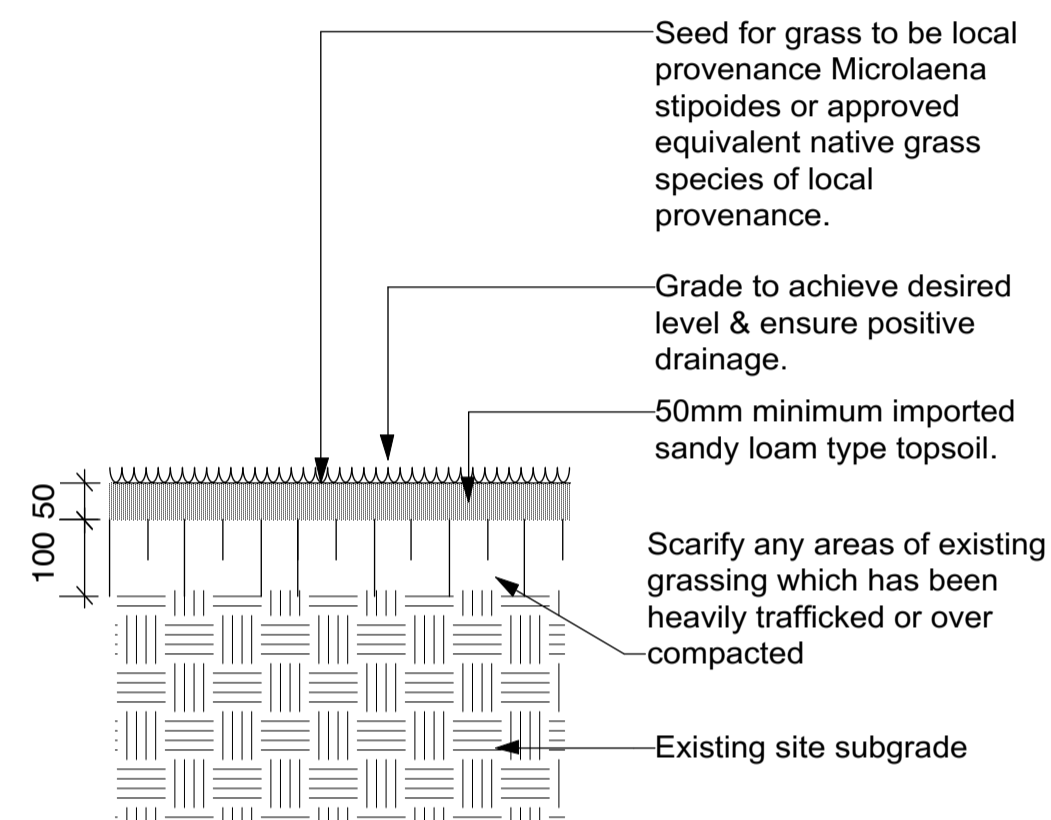 Seed for grass to be local
provenance Microlaena
stipoides or approved
equivalent native grass
species of local
provenance.
Grade to achieve desired
level & ensure positive
drainage.
50mm minimum imported
sandy loam type topsoil.
50
100
Scarify any areas of existing
grassing which has been
heavily trafficked or over
compacted
Existing site subgrade